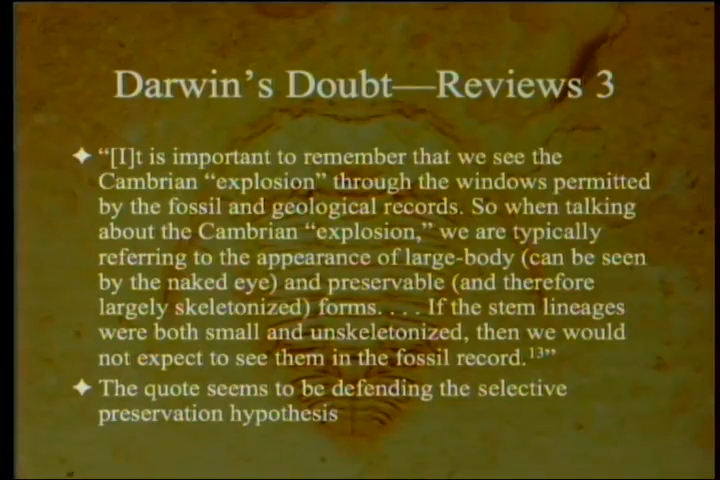 Darwin's Doubt—Reviews 3
✦ "[I]t is important to remember that we see the
Cambrian "explosion" through the windows permitted
by the fossil and geological records. So when talking
about the Cambrian "explosion," we are typically
referring to the appearance of large-body (can be seen
by the naked eye) and preservable (and therefore
largely skeletonized) forms. . . . If the stem lineages
were both small and unskeletonized, then we would
not expect to see them in the fossil record.¹³"
✦ The quote seems to be defending the selective
preservation hypothesis